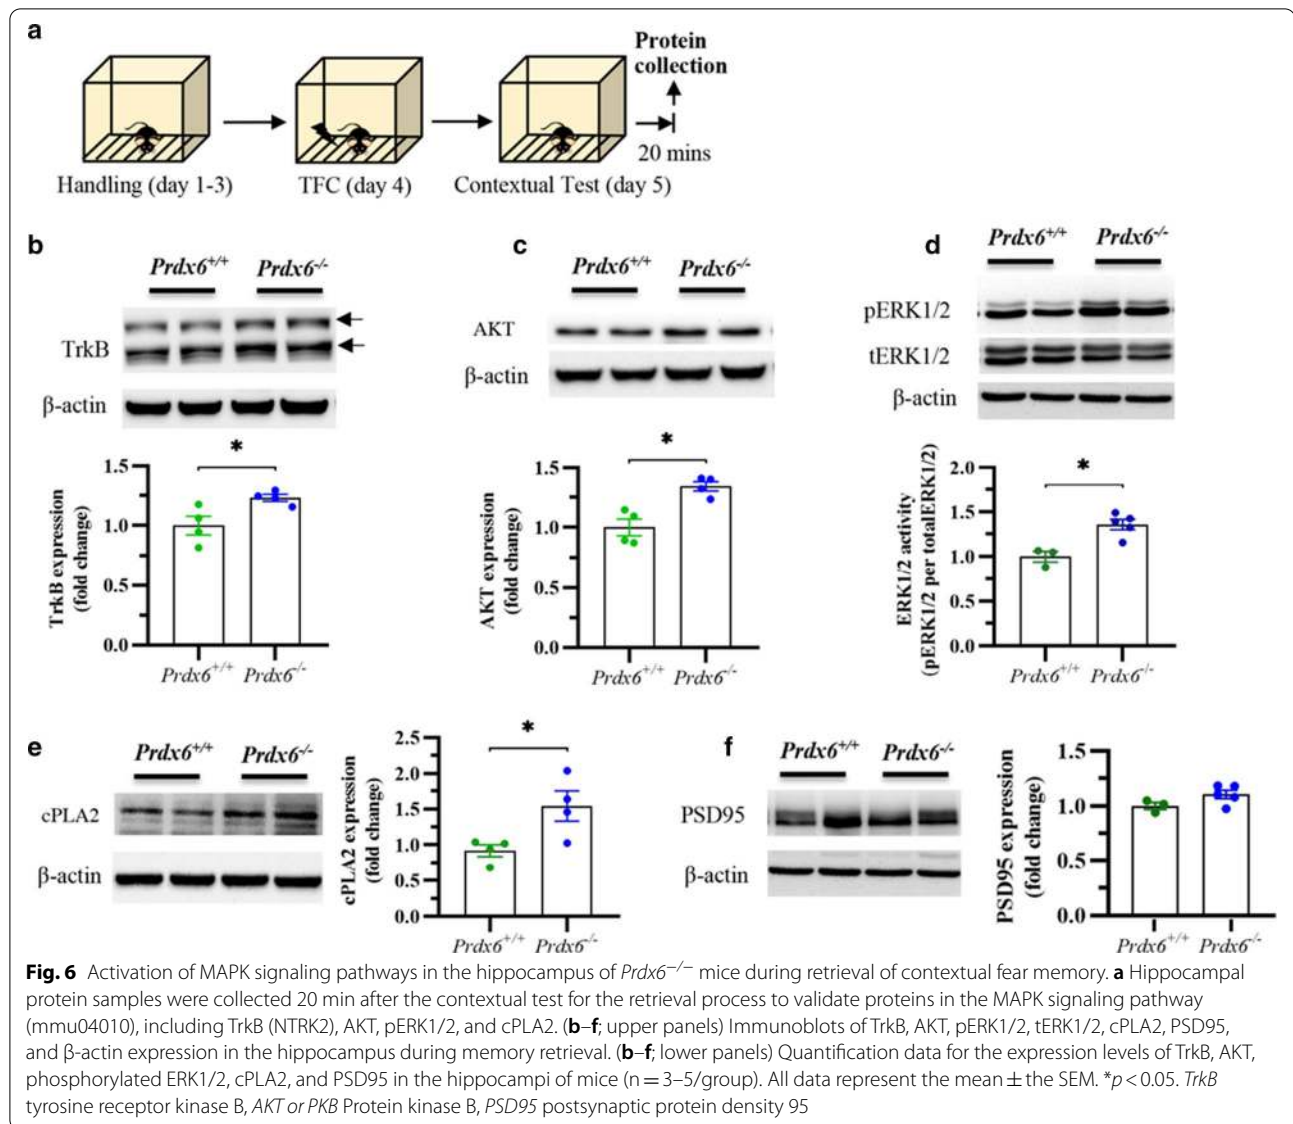 a
Protein
collection
20 mins
Handling (day 1-3)
TFC (day 4)
Contextual Test (day 5)
b
Prdx6+/+
Prdx6-/-
TrkB
β-actin
*
TrkB expression
(fold change)
1.5
1.0
0.5
0.0
Prdx6+/+
Prdx6-/-
c
Prdx6+/+
Prdx6-/-
AKT
β-actin
*
AKT expression
(fold change)
1.5
1.0
0.5
0.0
Prdx6+/+
Prdx6-/-
d
Prdx6+/+
Prdx6-/-
pERK1/2
tERK1/2
β-actin
*
ERK1/2 activity
(pERK1/2 per totalERK1/2)
2.0
1.5
1.0
0.5
0.0
Prdx6+/+
Prdx6-/-
e
Prdx6+/+
Prdx6-/-
cPLA2
β-actin
*
cPLA2 expression
(fold change)
2.5
2.0
1.5
1.0
0.5
0.0
Prdx6+/+
Prdx6-/-
f
Prdx6+/+
Prdx6-/-
PSD95
β-actin
PSD95 expression
(fold change)
1.5
1.0
0.5
0.0
Prdx6+/+
Prdx6-/-
Fig. 6 Activation of MAPK signaling pathways in the hippocampus of Prdx6−/− mice during retrieval of contextual fear memory. a Hippocampal
protein samples were collected 20 min after the contextual test for the retrieval process to validate proteins in the MAPK signaling pathway
(mmu04010), including TrkB (NTRK2), AKT, pERK1/2, and cPLA2. (b–f; upper panels) Immunoblots of TrkB, AKT, pERK1/2, tERK1/2, cPLA2, PSD95,
and β-actin expression in the hippocampus during memory retrieval. (b–f; lower panels) Quantification data for the expression levels of TrkB, AKT,
phosphorylated ERK1/2, cPLA2, and PSD95 in the hippocampi of mice (n = 3–5/group). All data represent the mean ± the SEM. *p < 0.05. TrkB
tyrosine receptor kinase B, AKT or PKB Protein kinase B, PSD95 postsynaptic protein density 95